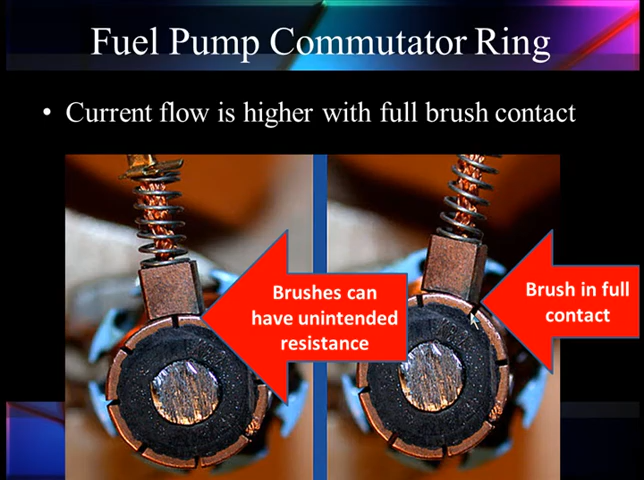 Fuel Pump Commutator Ring
• Current flow is higher with full brush contact
Brushes can
have unintended
resistance
Brush in full
contact